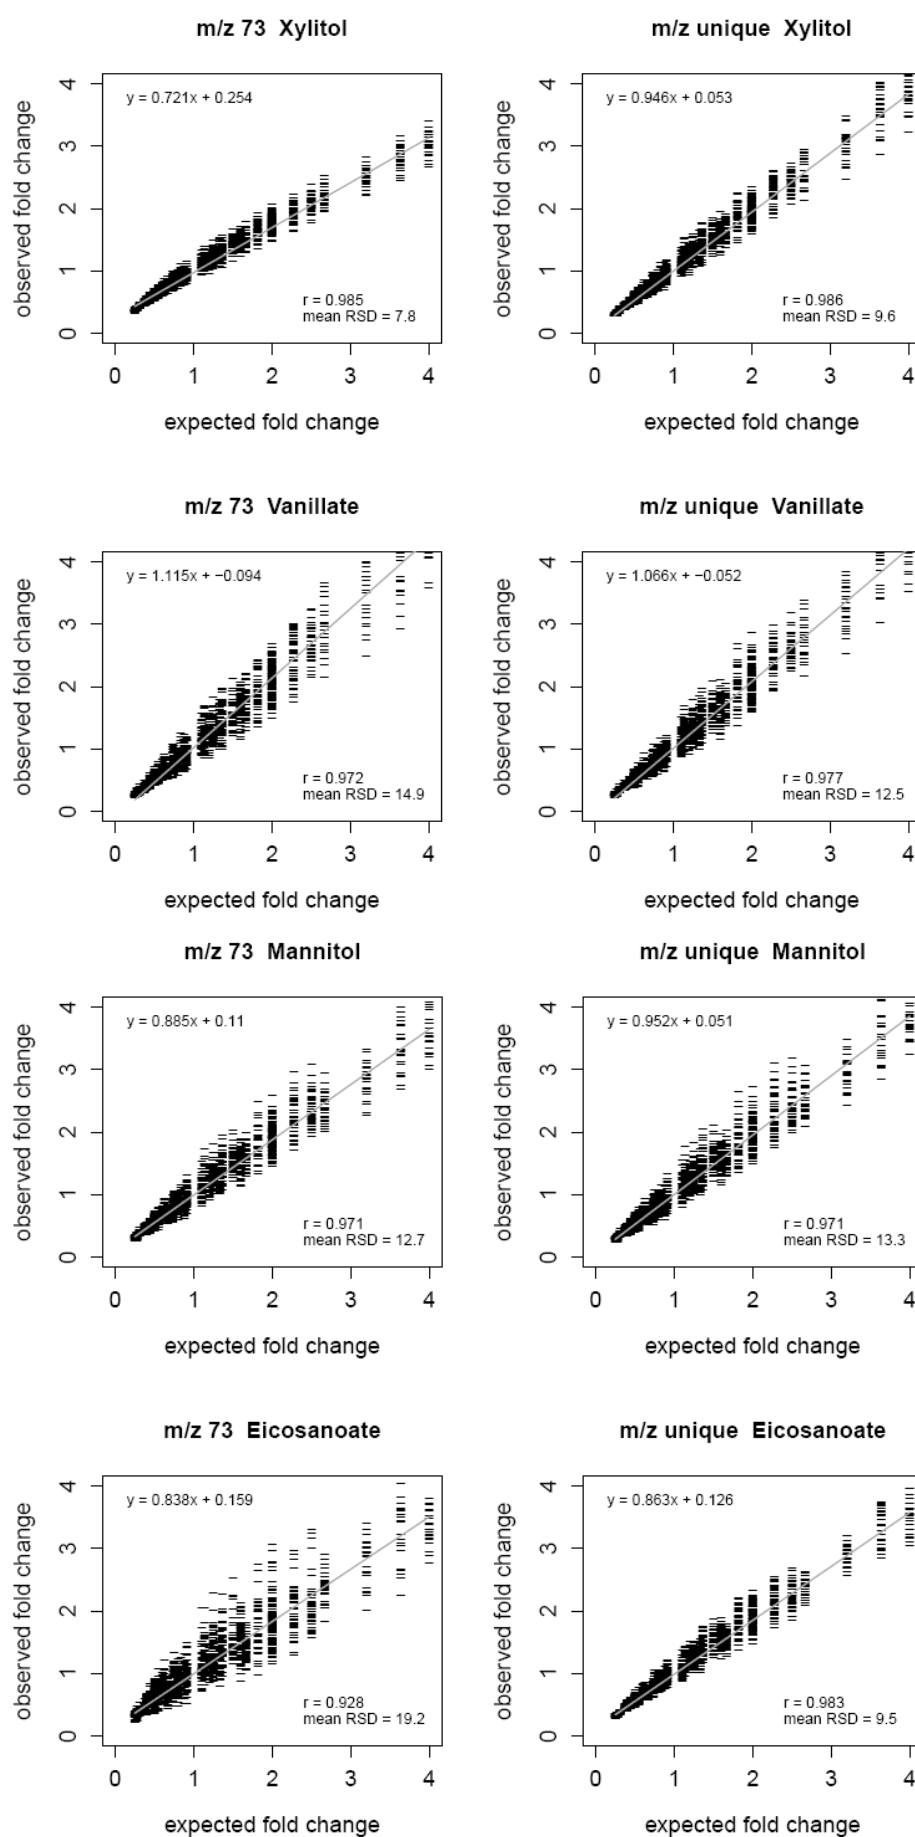 m/z 73 Xylitol
y = 0.721x + 0.254
r = 0.985
mean RSD = 7.8
observed fold change
0 1 2 3 4
0 1 2 3 4
expected fold change
m/z unique Xylitol
y = 0.946x + 0.053
r = 0.986
mean RSD = 9.6
observed fold change
0 1 2 3 4
0 1 2 3 4
expected fold change
m/z 73 Vanillate
y = 1.115x + −0.094
r = 0.972
mean RSD = 14.9
observed fold change
0 1 2 3 4
0 1 2 3 4
expected fold change
m/z unique Vanillate
y = 1.066x + −0.052
r = 0.977
mean RSD = 12.5
observed fold change
0 1 2 3 4
0 1 2 3 4
expected fold change
m/z 73 Mannitol
y = 0.885x + 0.11
r = 0.971
mean RSD = 12.7
observed fold change
0 1 2 3 4
0 1 2 3 4
expected fold change
m/z unique Mannitol
y = 0.952x + 0.051
r = 0.971
mean RSD = 13.3
observed fold change
0 1 2 3 4
0 1 2 3 4
expected fold change
m/z 73 Eicosanoate
y = 0.838x + 0.159
r = 0.928
mean RSD = 19.2
observed fold change
0 1 2 3 4
0 1 2 3 4
expected fold change
m/z unique Eicosanoate
y = 0.863x + 0.126
r = 0.983
mean RSD = 9.5
observed fold change
0 1 2 3 4
0 1 2 3 4
expected fold change